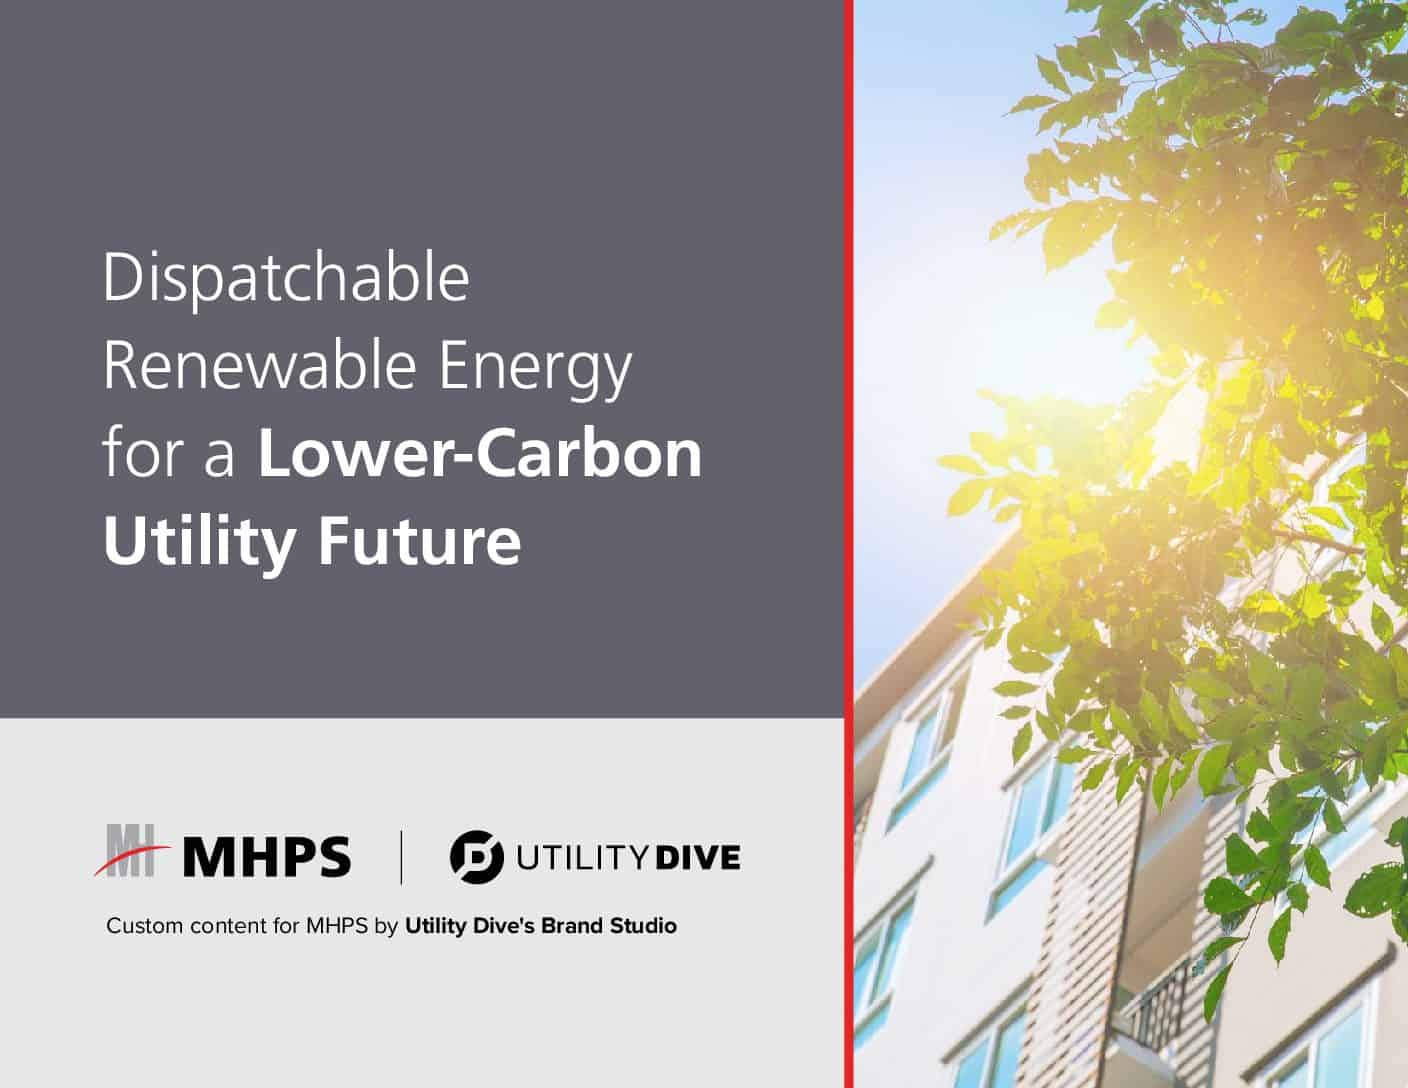 Dispatchable
Renewable Energy
for a Lower-Carbon
Utility Future
MHPS
UTILITY DIVE
Custom content for MHPS by Utility Dive's Brand Studio